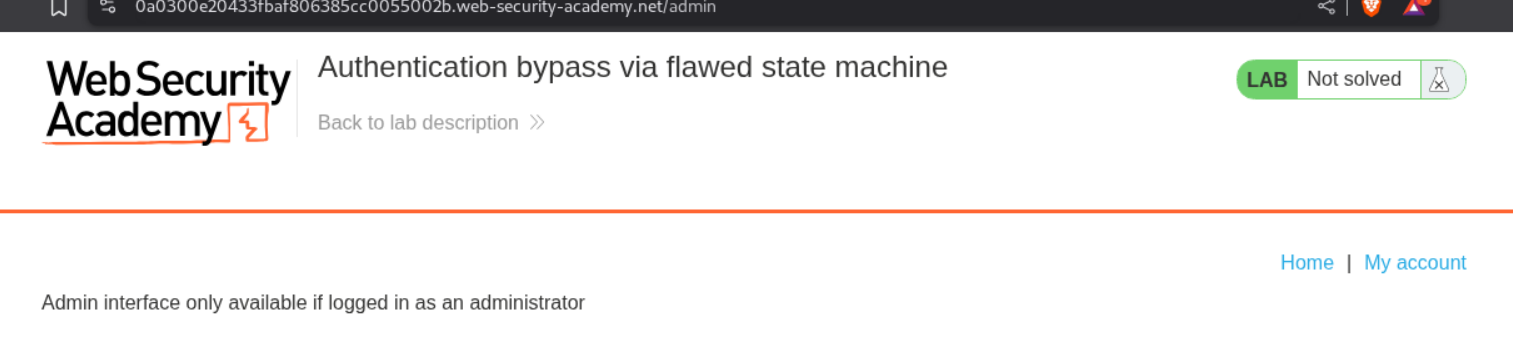 0a0300e20433fbaf806385cc0055002b.web-security-academy.net/admin
Web Security
Academy
Authentication bypass via flawed state machine
Back to lab description
LAB Not solved
Home | My account
Admin interface only available if logged in as an administrator